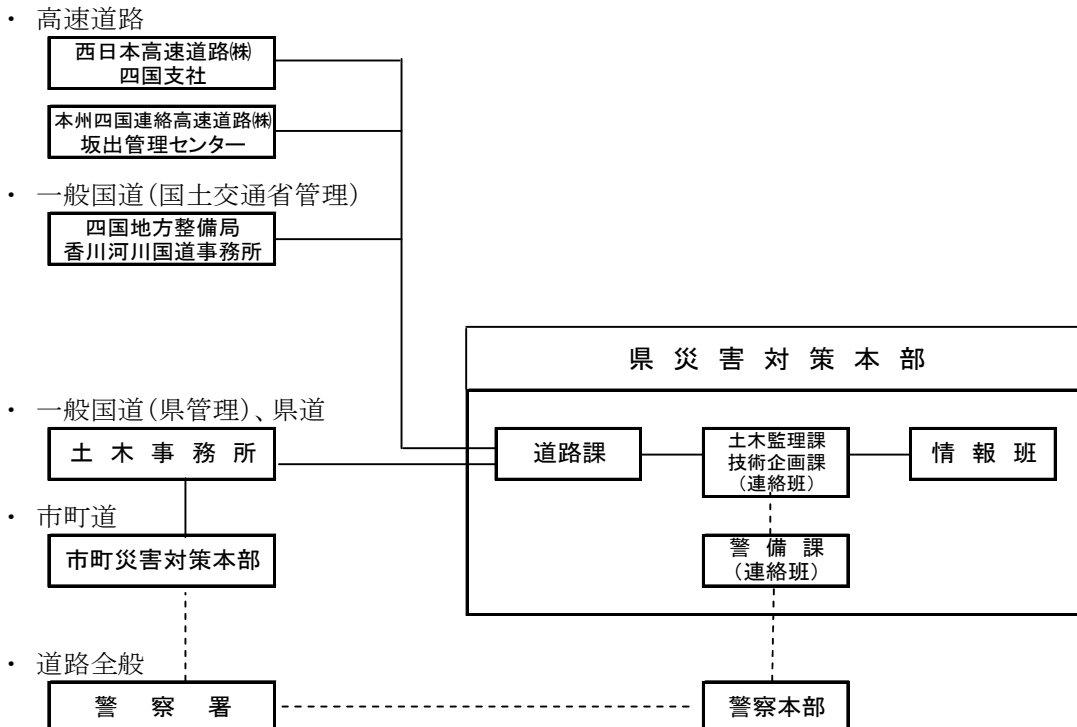 ・ 高速道路
西日本高速道路㈱
四国支社
本州四国連絡高速道路㈱
坂出管理センター
・ 一般国道(国土交通省管理)
四国地方整備局
香川河川国道事務所
県災害対策本部
・ 一般国道(県管理)、県道
土木事務所
道路課
土木監理課
技術企画課
(連絡班)
情報班
・ 市町道
市町災害対策本部
警備課
(連絡班)
・ 道路全般
警察署
警察本部